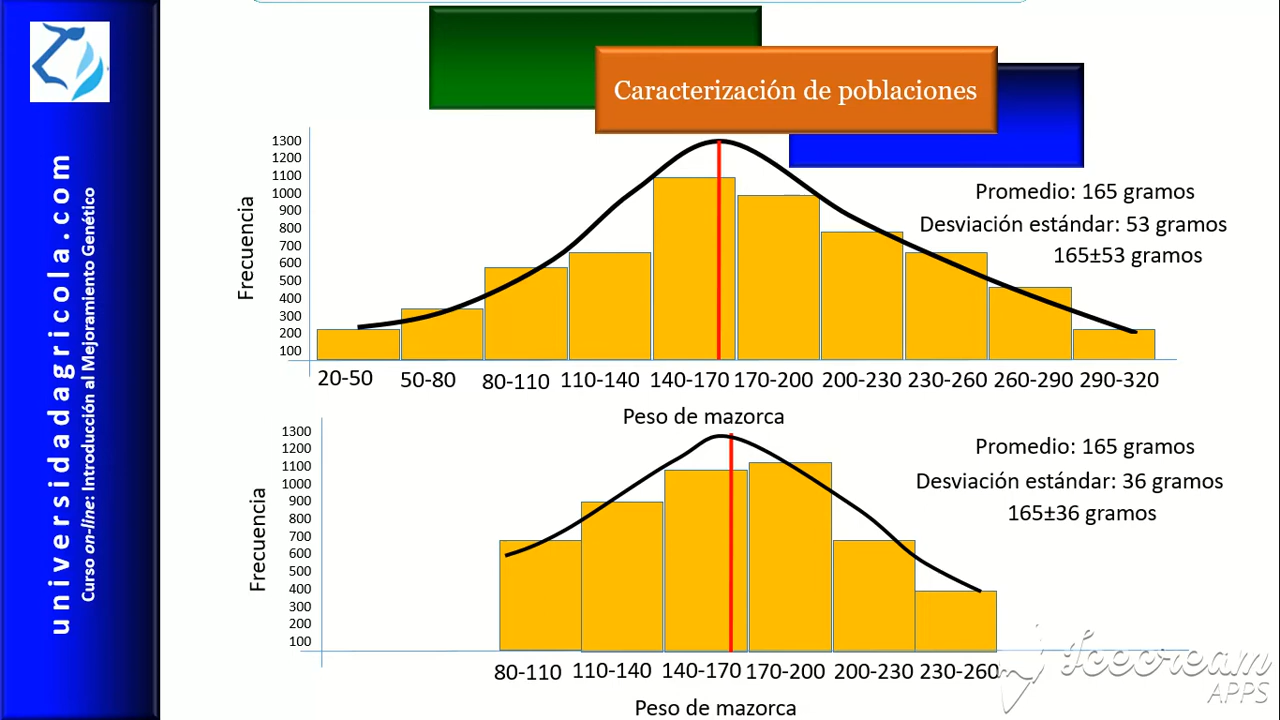 universidadagricola.com
Curso on-line: Introducción al Mejoramiento Genético
Caracterización de poblaciones
1300
1200
1100
1000
900
800
700
600
500
400
300
200
100
Frecuencia
Promedio: 165 gramos
Desviación estándar: 53 gramos
165±53 gramos
20-50 50-80 80-110 110-140 140-170 170-200 200-230 230-260 260-290 290-320
Peso de mazorca
1300
1200
1100
1000
900
800
700
600
500
400
300
200
100
Frecuencia
Promedio: 165 gramos
Desviación estándar: 36 gramos
165±36 gramos
80-110 110-140 140-170 170-200 200-230 230-260
Peso de mazorca
Icecream
APPS